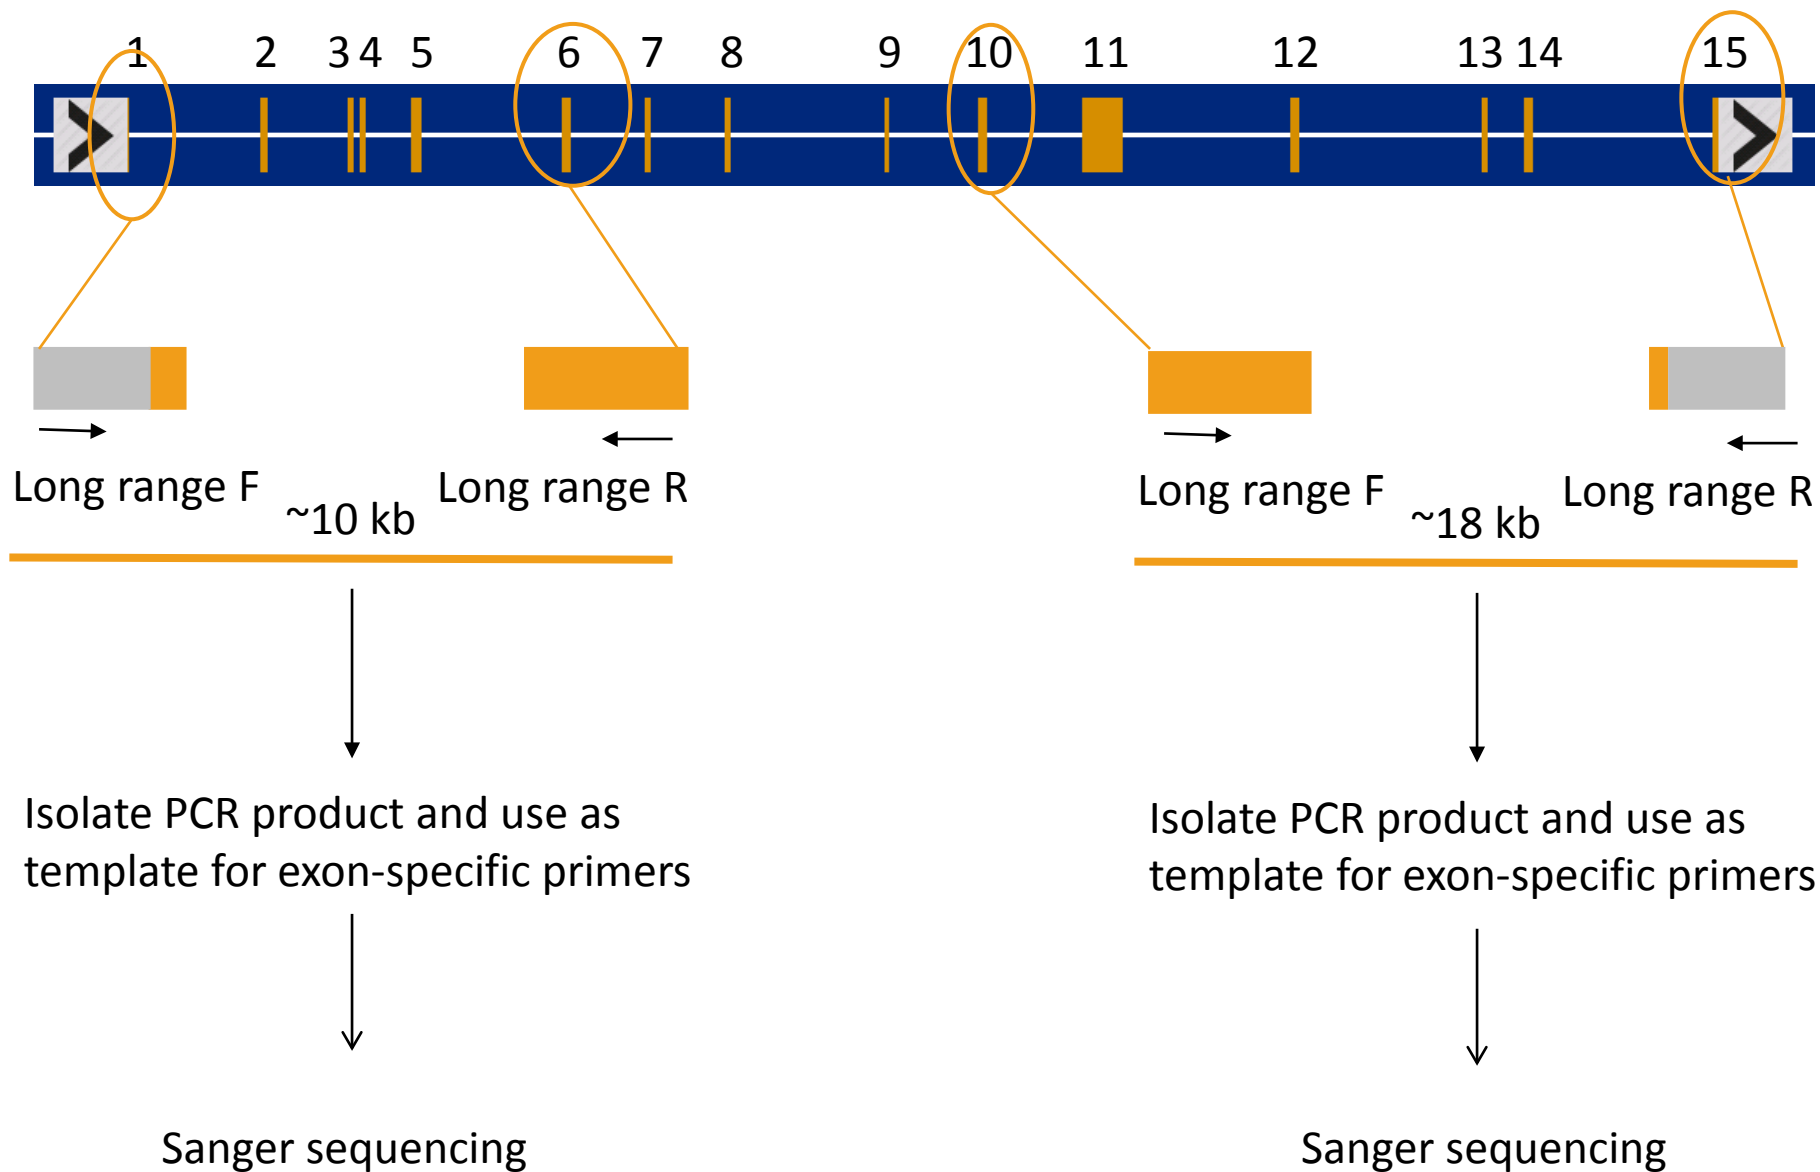 1 2 3 4 5 6 7 8 9 10 11 12 13 14 15
Long range F
~10 kb
Long range R
Long range F
~18 kb
Long range R
Isolate PCR product and use as
template for exon-specific primers
Isolate PCR product and use as
template for exon-specific primers
Sanger sequencing
Sanger sequencing